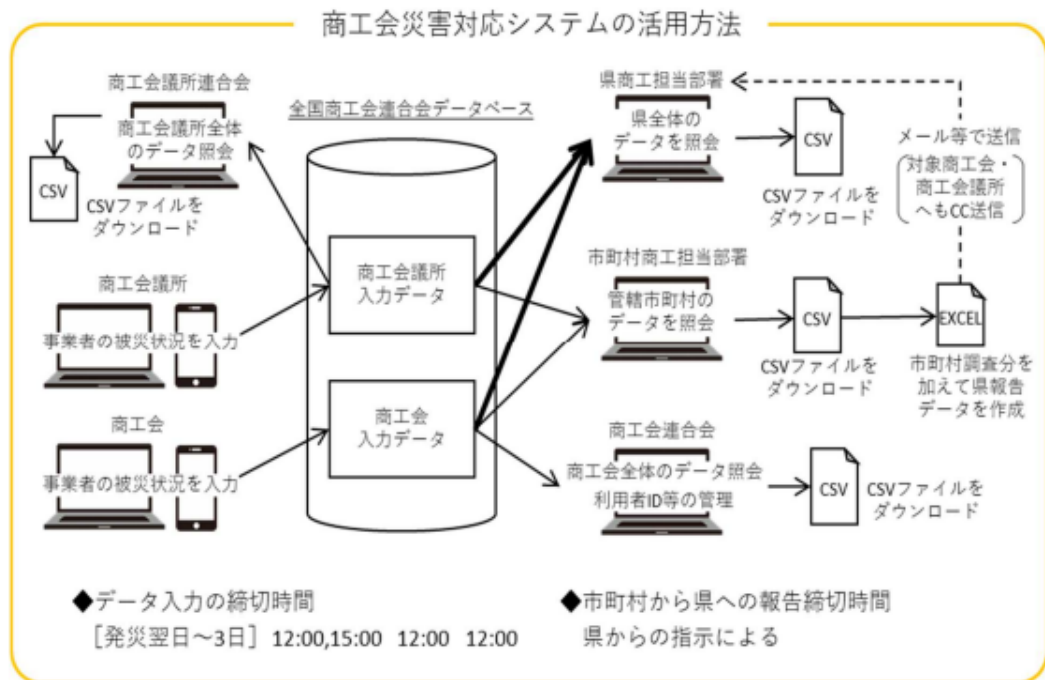 商工会災害対応システムの活用方法
商工会議所連合会
商工会議所全体
のデータ照会
CSV
CSVファイルを
ダウンロード
商工会議所
事業者の被災状況を入力
商工会
事業者の被災状況を入力
全国商工会連合会データベース
商工会議所
入力データ
商工会
入力データ
県商工担当部署
県全体の
データを照会
CSV
CSVファイルを
ダウンロード
メール等で送信
対象商工会・
商工会議所
へもCC送信
市町村商工担当部署
管轄市町村の
データを照会
CSV
CSVファイルを
ダウンロード
EXCEL
市町村調査分を
加えて県報告
データを作成
商工会連合会
商工会全体のデータ照会
利用者ID等の管理
CSV
CSVファイルを
ダウンロード
◆データ入力の締切時間
[発災翌日~3日] 12:00,15:00 12:00 12:00
◆市町村から県への報告締切時間
県からの指示による